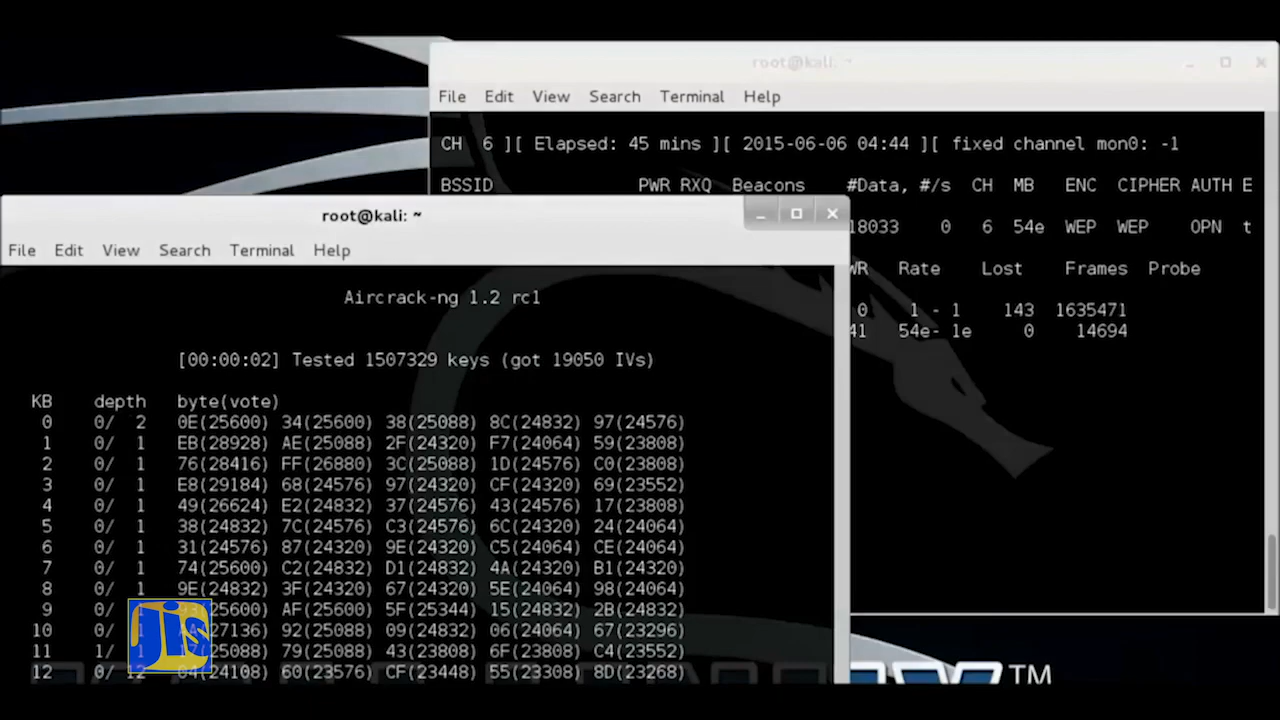 root@kali: ~
File Edit View Search Terminal Help
CH 6 ][ Elapsed: 45 mins ][ 2015-06-06 04:44 ][ fixed channel mon0: -1
BSSID PWR RXQ Beacons #Data, #/s CH MB ENC CIPHER AUTH E
18033 0 6 54e WEP WEP OPN t
WR Rate Lost Frames Probe
0 1 - 1 143 1635471
41 54e- 1e 0 14694
root@kali: ~
File Edit View Search Terminal Help
Aircrack-ng 1.2 rc1
[00:00:02] Tested 1507329 keys (got 19050 IVs)
KB depth byte(vote)
0 0/ 2 0E(25600) 34(25600) 38(25088) 8C(24832) 97(24576)
1 0/ 1 EB(28928) AE(25088) 2F(24320) F7(24064) 59(23808)
2 0/ 1 76(28416) FF(26880) 3C(25088) 1D(24576) C0(23808)
3 0/ 1 E8(29184) 68(24576) 97(24320) CF(24320) 69(23552)
4 0/ 1 49(26624) E2(24832) 37(24576) 43(24576) 17(23808)
5 0/ 1 38(24832) 7C(24576) C3(24576) 6C(24320) 24(24064)
6 0/ 1 31(24576) 87(24320) 9E(24320) C5(24064) CE(24064)
7 0/ 1 74(25600) C2(24832) D1(24832) 4A(24320) B1(24320)
8 0/ 1 9E(24832) 3F(24320) 67(24320) 5E(24064) 98(24064)
9 0/ (25600) AF(25600) 5F(25344) 15(24832) 2B(24832)
10 0/ (27136) 92(25088) 09(24832) 06(24064) 67(23296)
11 1/ (25088) 79(25088) 43(23808) 6F(23808) C4(23552)
12 0/ 12 04(24108) 60(23576) CF(23448) 55(23308) 8D(23268)
jis
TM